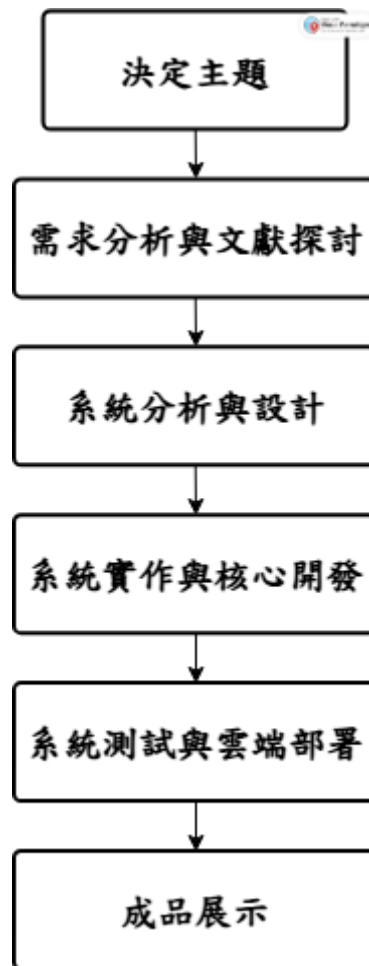 決定主題
需求分析與文獻探討
系統分析與設計
系統實作與核心開發
系統測試與雲端部署
成品展示